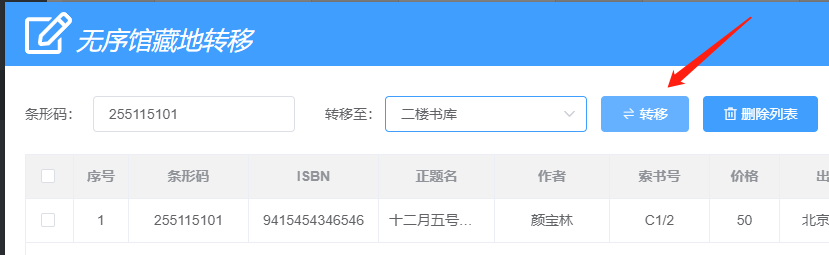 无序馆藏地转移
条形码: 255115101 转移至: 二楼书库 转移 删除列表
序号 条形码 ISBN 正题名 作者 索书号 价格 出
1 255115101 9415454346546 十二月五号... 颜宝林 C1/2 50 北京